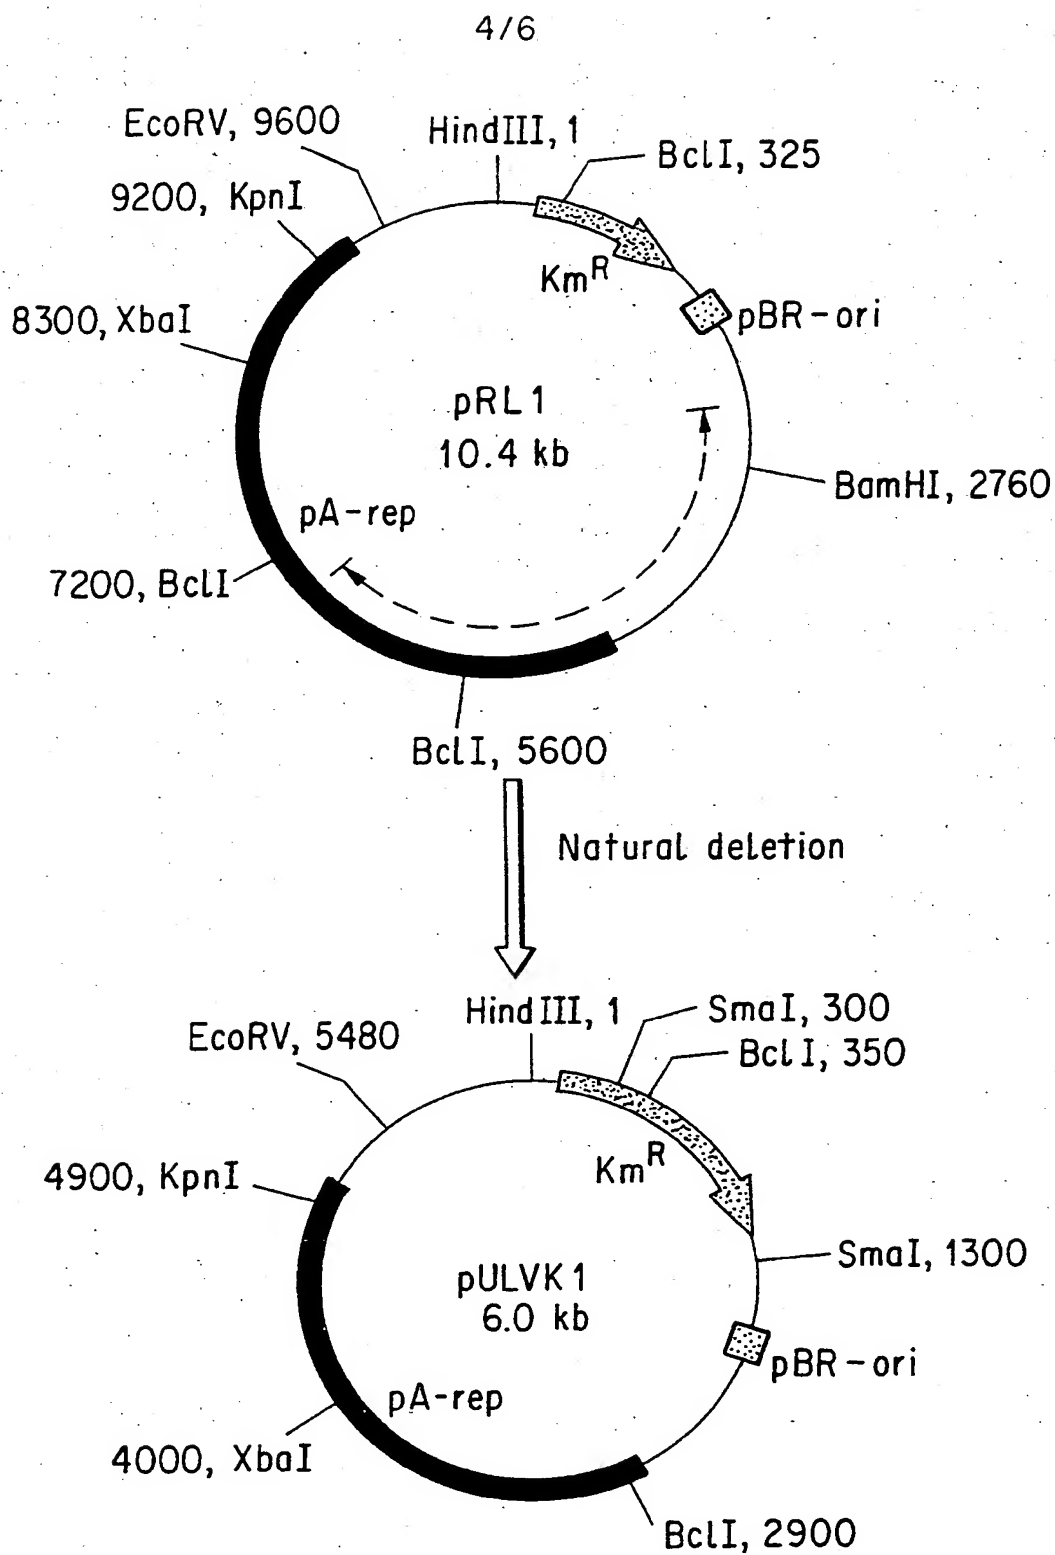 4/6
EcoRV, 9600
HindIII, 1
BclI, 325
9200, KpnI
KmR
8300, XbaI
pBR-ori
pRL1
10.4 kb
BamHI, 2760
pA-rep
7200, BclI
BclI, 5600
Natural deletion
HindIII, 1
SmaI, 300
EcoRV, 5480
BclI, 350
4900, KpnI
KmR
SmaI, 1300
pULVK1
6.0 kb
pBR-ori
pA-rep
4000, XbaI
BclI, 2900